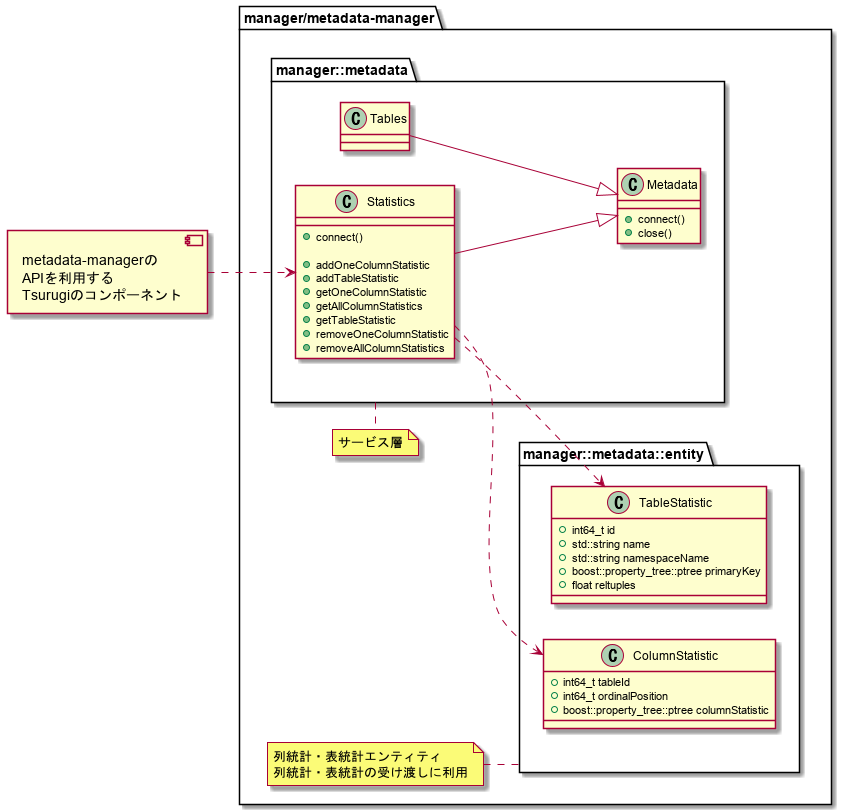 manager/metadata-manager
manager::metadata
C Tables
C Metadata
connect()
close()
C Statistics
connect()
addOneColumnStatistic
addTableStatistic
getOneColumnStatistic
getAllColumnStatistics
getTableStatistic
removeOneColumnStatistic
removeAllColumnStatistics
metadata-managerの
APIを利用する
Tsurugiのコンポーネント
サービス層
manager::metadata::entity
C TableStatistic
int64_t id
std::string name
std::string namespaceName
boost::property_tree::ptree primaryKey
float reltuples
C ColumnStatistic
int64_t tableId
int64_t ordinalPosition
boost::property_tree::ptree columnStatistic
列統計・表統計エンティティ
列統計・表統計の受け渡しに利用